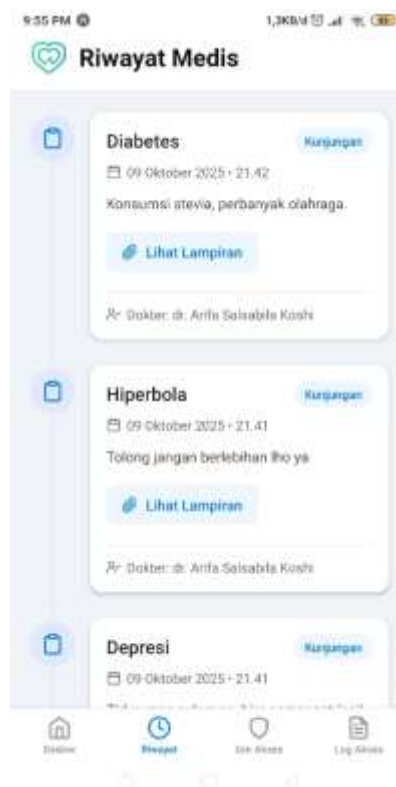 9:55 PM
1,3KB/d
Riwayat Medis
Diabetes
Kunjungan
09 Oktober 2025 • 21.42
Konsumsi stevia, perbanyak olahraga.
Lihat Lampiran
Dokter: dr. Arifa Salsabila Koshi
Hiperbola
Kunjungan
09 Oktober 2025 • 21.41
Tolong jangan berlebihan lho ya
Lihat Lampiran
Dokter: dr. Arifa Salsabila Koshi
Depresi
Kunjungan
09 Oktober 2025 • 21.41
Riwayat
Izin Akses
Log Akses